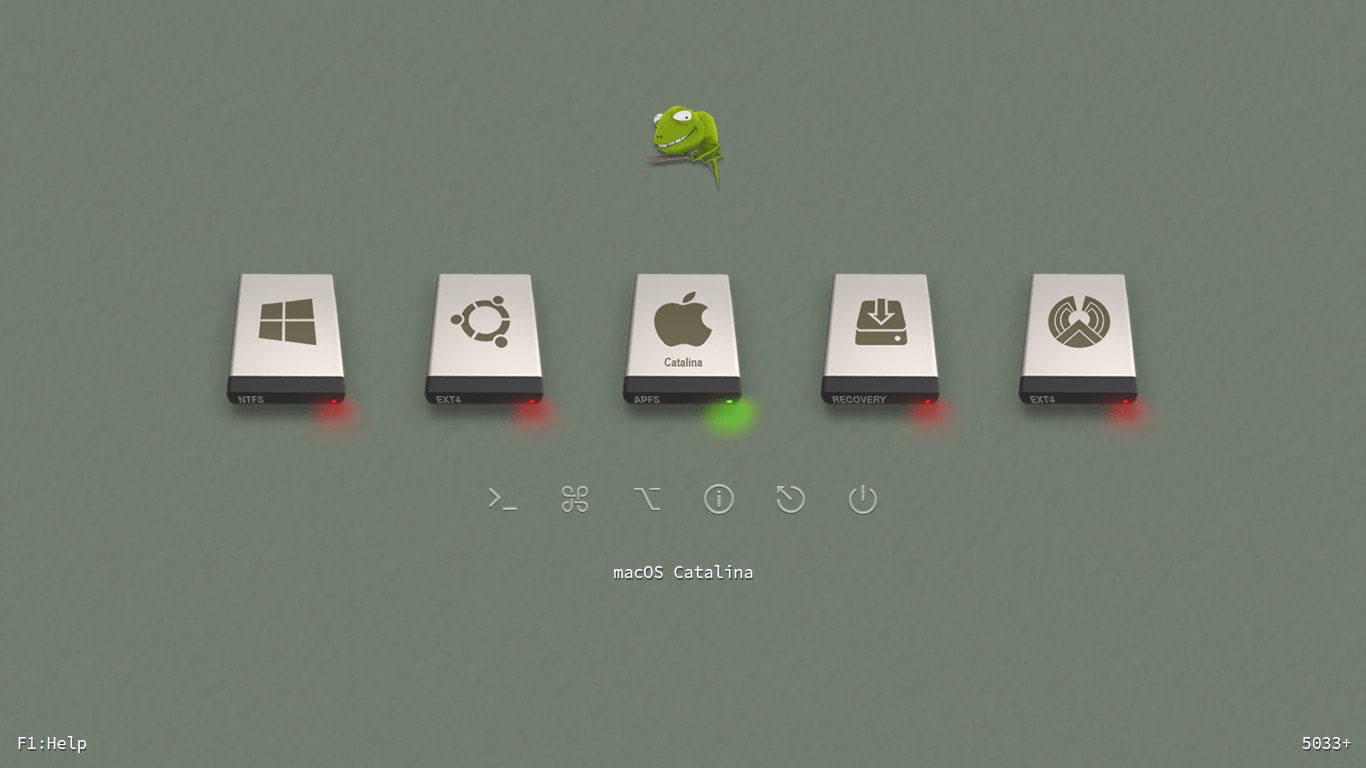 Catalina
NTFS
EXT4
APFS
RECOVERY
EXT4
macOS Catalina
F1:Help
5033+